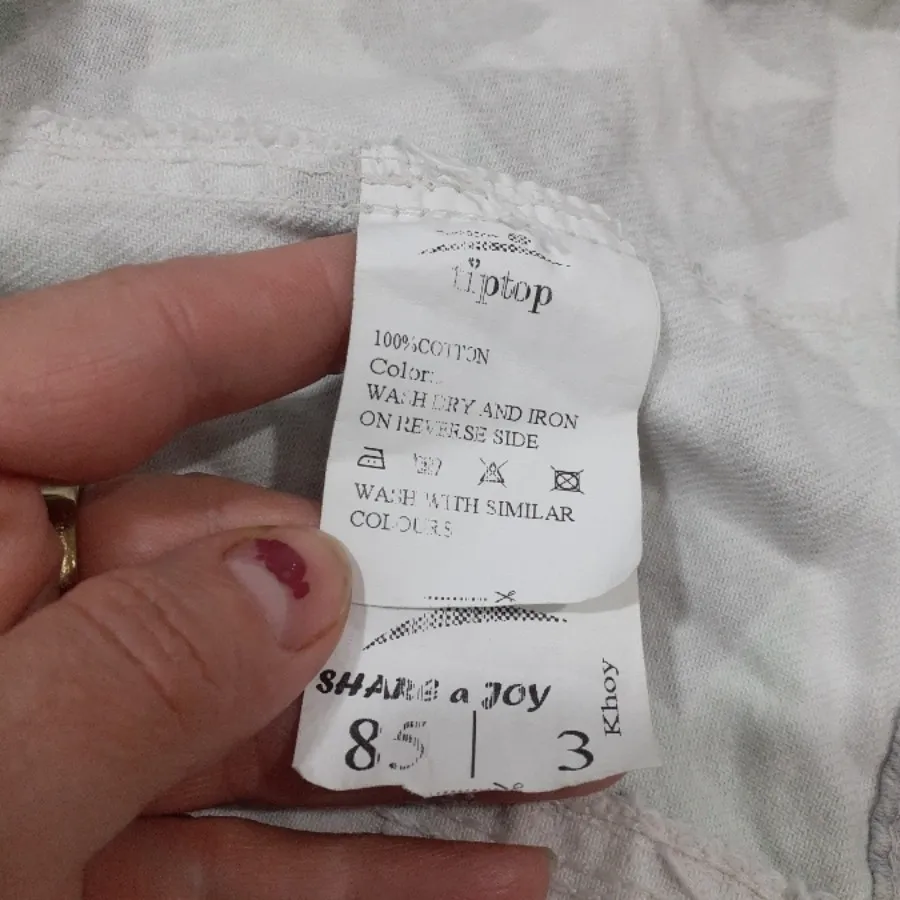 tiptop
100%COTTON
Color:
WASH DRY AND IRON
ON REVERSE SIDE
WASH WITH SIMILAR
COLOURS
SHARE a JOY
85 | 3
Khoy